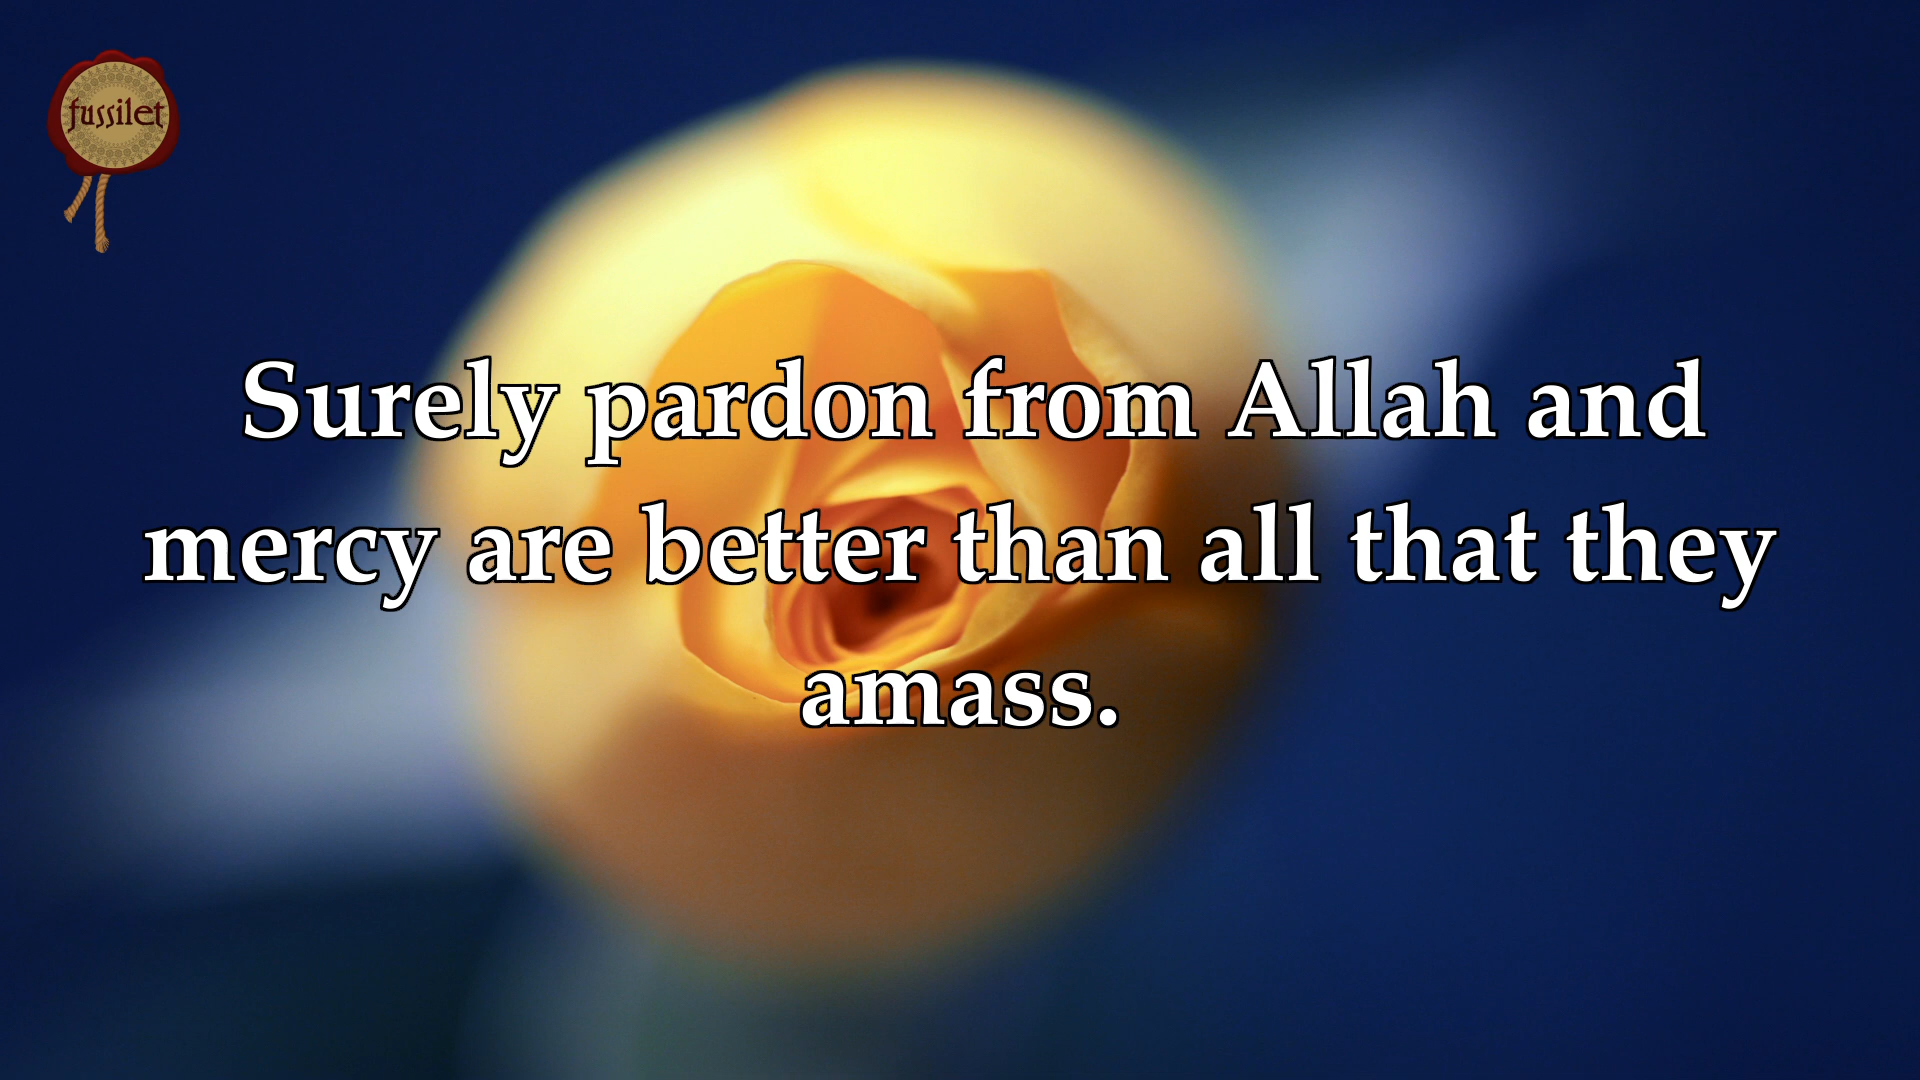 fussilet
Surely pardon from Allah and
mercy are better than all that they
amass.